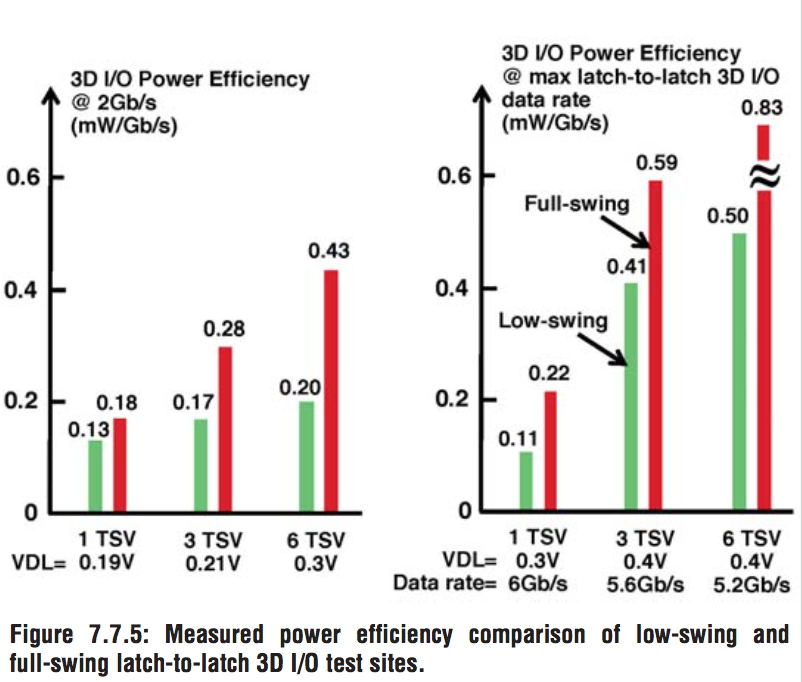 3D I/O Power Efficiency
@ 2Gb/s
(mW/Gb/s)
0.6
0.4
0.2
0
0.13
0.18
0.17
0.28
0.20
0.43
1 TSV 3 TSV 6 TSV
VDL= 0.19V 0.21V 0.3V
3D I/O Power Efficiency
@ max latch-to-latch 3D I/O
data rate
(mW/Gb/s)
0.6
0.4
0.2
0
0.11
0.22
0.41
0.59
0.50
0.83
Full-swing
Low-swing
1 TSV 3 TSV 6 TSV
VDL= 0.3V 0.4V 0.4V
Data rate= 6Gb/s 5.6Gb/s 5.2Gb/s
Figure 7.7.5: Measured power efficiency comparison of low-swing and
full-swing latch-to-latch 3D I/O test sites.